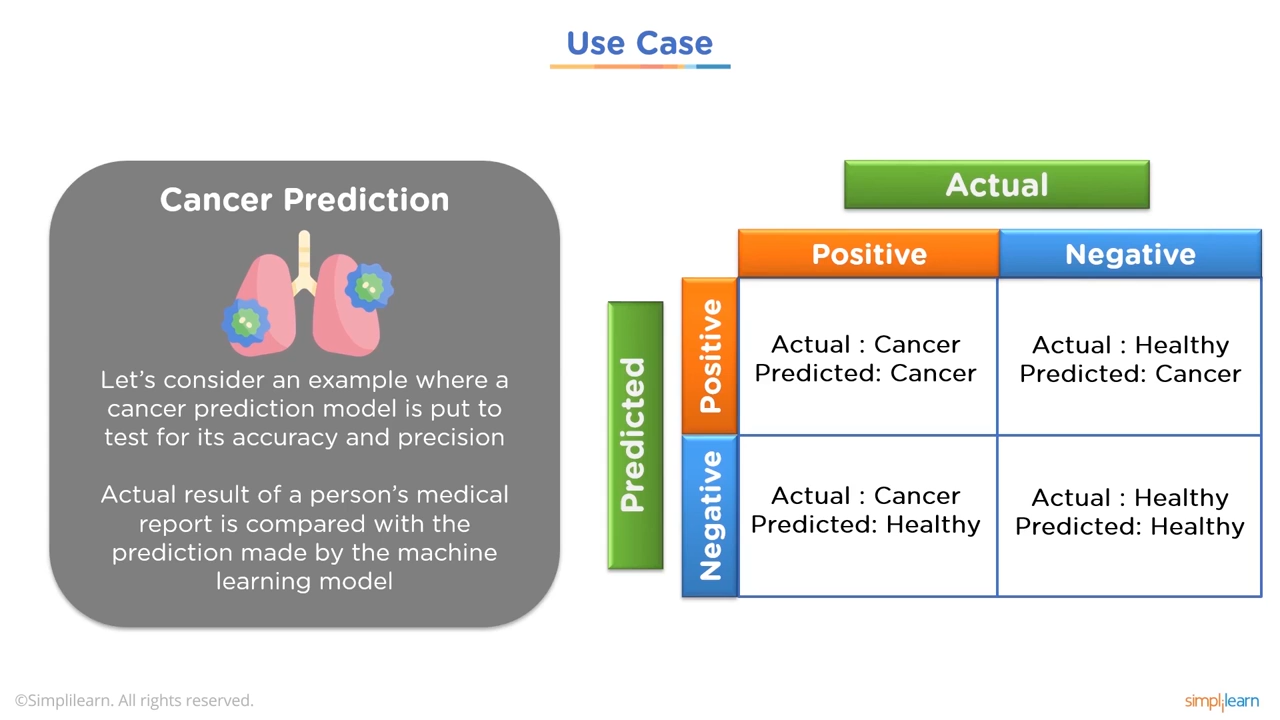 Use Case
Cancer Prediction
Let’s consider an example where a
cancer prediction model is put to
test for its accuracy and precision
Actual result of a person’s medical
report is compared with the
prediction made by the machine
learning model
Actual
Positive
Negative
Predicted
Positive
Actual : Cancer
Predicted: Cancer
Actual : Healthy
Predicted: Cancer
Negative
Actual : Cancer
Predicted: Healthy
Actual : Healthy
Predicted: Healthy
©Simplilearn. All rights reserved.
simplilearn